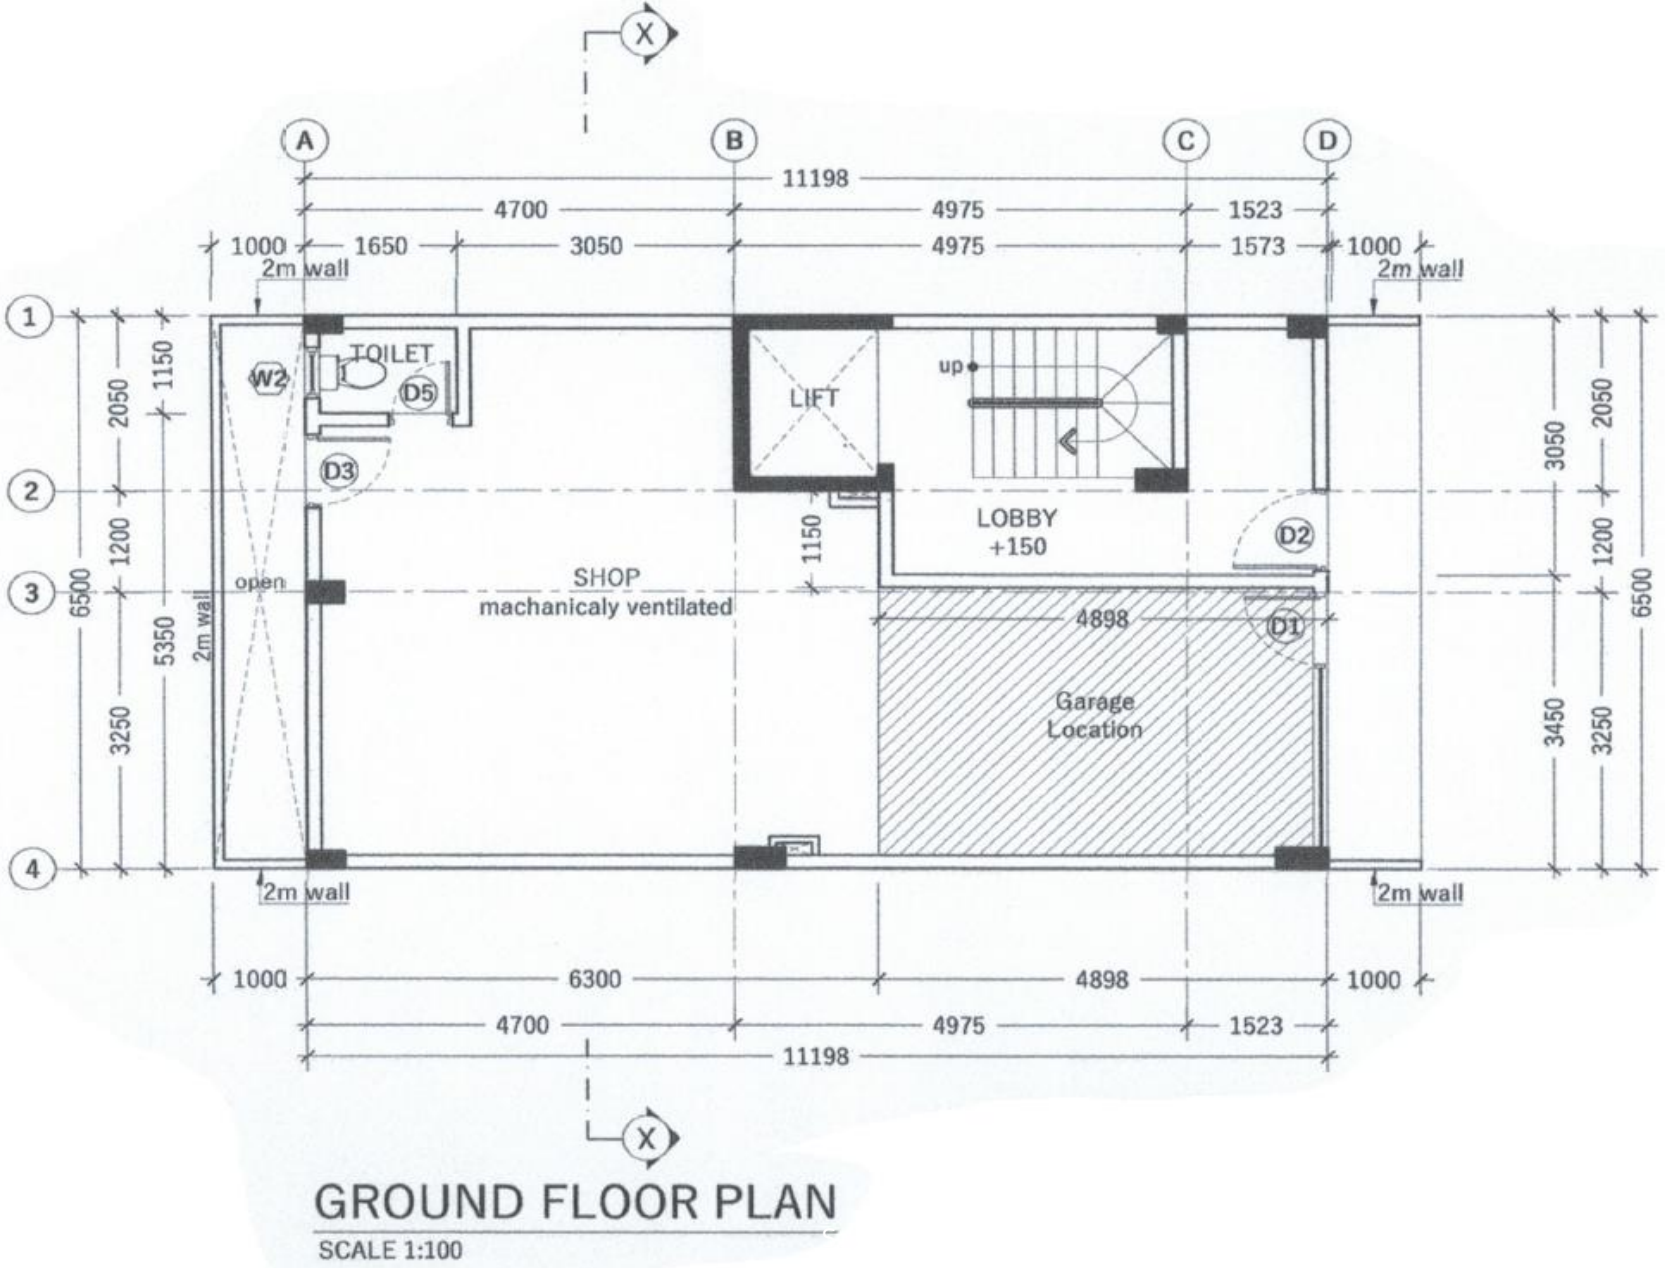 X
A B C D
11198
4700 4975 1523
1000 1650 3050 4975 1573 1000
2m wall 2m wall
1
TOILET
W2 D5
up
LIFT
1150
2050
2050
3050
D3
2
LOBBY
+150
D2
1150
1200
1200
open
SHOP
machanicaly ventilated
3
6500
6500
4898
D1
2m wall
5350
Garage
Location
3250
3450
3250
4
2m wall 2m wall
1000 6300 4898 1000
4700 4975 1523
11198
X
GROUND FLOOR PLAN
SCALE 1:100